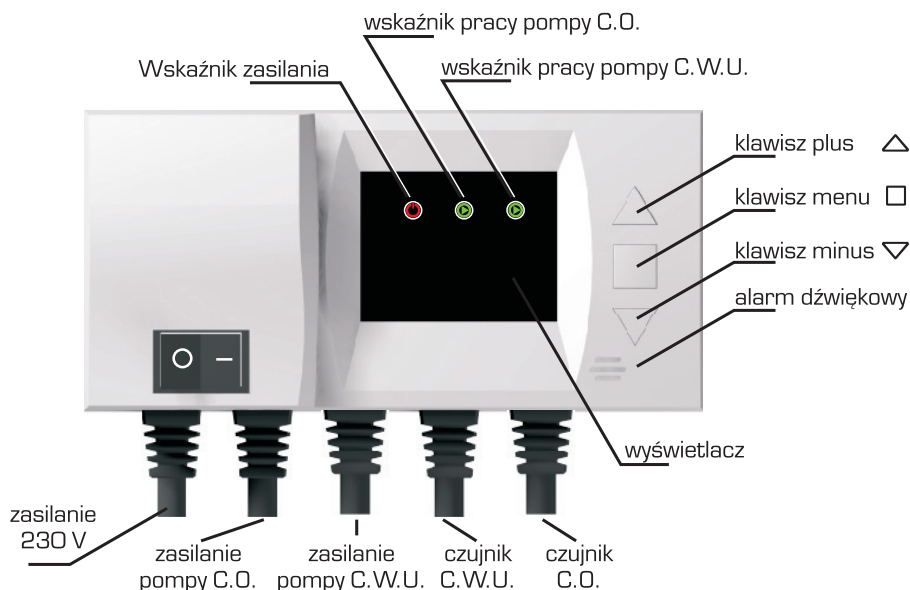 wskaźnik pracy pompy C.O.
Wskaźnik zasilania
wskaźnik pracy pompy C.W.U.
klawisz plus
klawisz menu
klawisz minus
alarm dźwiękowy
wyświetlacz
zasilanie
230 V
zasilanie
pompy C.O.
zasilanie
pompy C.W.U.
czujnik
C.W.U.
czujnik
C.O.